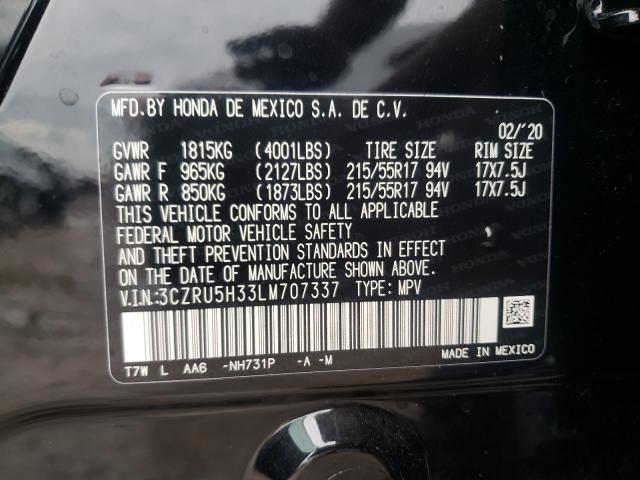 MFD.BY HONDA DE MEXICO S.A. DE C.V.
02/'20
GVWR 1815KG (4001LBS) TIRE SIZE RIM SIZE
GAWR F 965KG (2127LBS) 215/55R17 94V 17X7.5J
GAWR R 850KG (1873LBS) 215/55R17 94V 17X7.5J
THIS VEHICLE CONFORMS TO ALL APPLICABLE
FEDERAL MOTOR VEHICLE SAFETY
AND THEFT PREVENTION STANDARDS IN EFFECT
ON THE DATE OF MANUFACTURE SHOWN ABOVE.
V.I.N.:3CZRU5H33LM707337 TYPE: MPV
T7W L AA6 -NH731P -A -M MADE IN MEXICO